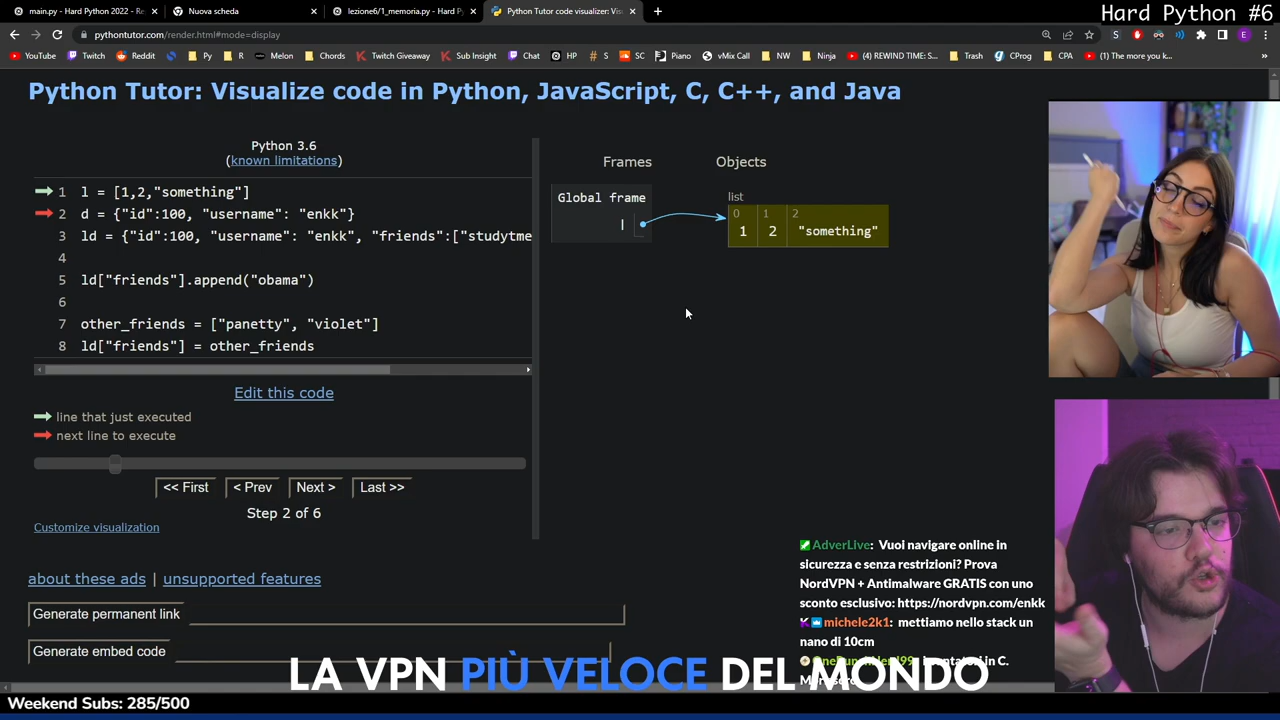 Hard Python #6
main.py - Hard Python 2022 - Re
Nuova scheda
lezione6/1_memoria.py - Hard P
Python Tutor code visualizer: Vis
pythontutor.com/render.html#mode=display
YouTube
Twitch
Reddit
Py
R
Melon
Chords
Twitch Giveaway
Sub Insight
OT
HP
SC
Piano
vMix Call
NW
Ninja
(4) REWIND TIME: S...
Trash
CProg
CPA
(1) The more you k...
Python Tutor: Visualize code in Python, JavaScript, C, C++, and Java
Python 3.6
(known limitations)
1 l = [1,2,"something"]
2 d = {"id":100, "username": "enkk"}
3 ld = {"id":100, "username": "enkk", "friends":["studytme
4
5 ld["friends"].append("obama")
6
7 other_friends = ["panetty", "violet"]
8 ld["friends"] = other_friends
Edit this code
line that just executed
next line to execute
<< First
< Prev
Next >
Last >>
Step 2 of 6
Customize visualization
about these ads | unsupported features
Generate permanent link
Generate embed code
Frames
Objects
Global frame
l
list
0 1 2
1 2 "something"
AdverLive: Vuoi navigare online in
sicurezza e senza restrizioni? Prova
NordVPN + Antimalware GRATIS con uno
sconto esclusivo: https://nordvpn.com/enkk
michele2k1: mettiamo nello stack un
nano di 10cm
in C.
LA VPN PIÙ VELOCE DEL MONDO
Weekend Subs: 285/500